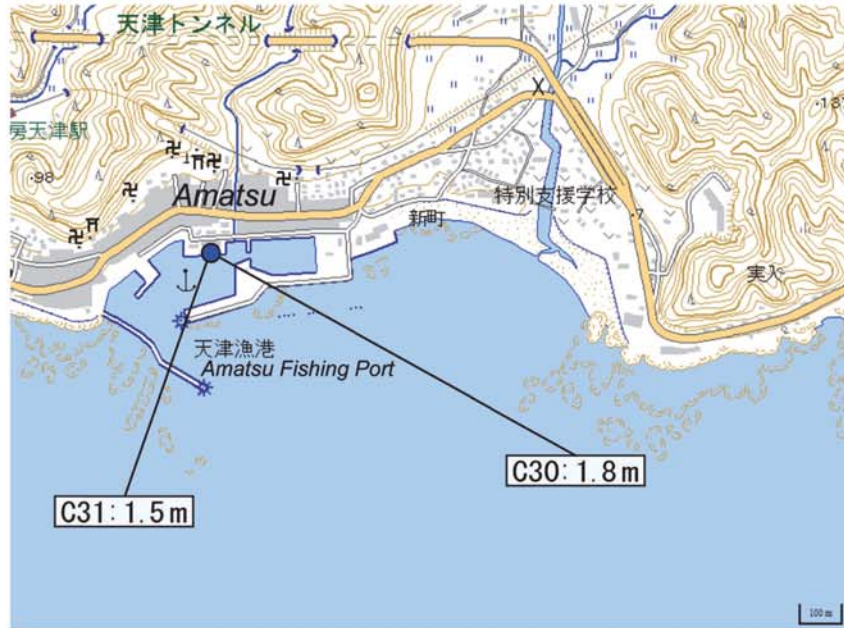 天津トンネル
房天津駅
・98
Amatsu
新町
特別支援学校
・7
実入
天津漁港
Amatsu Fishing Port
C30:1.8m
C31:1.5m
100 m